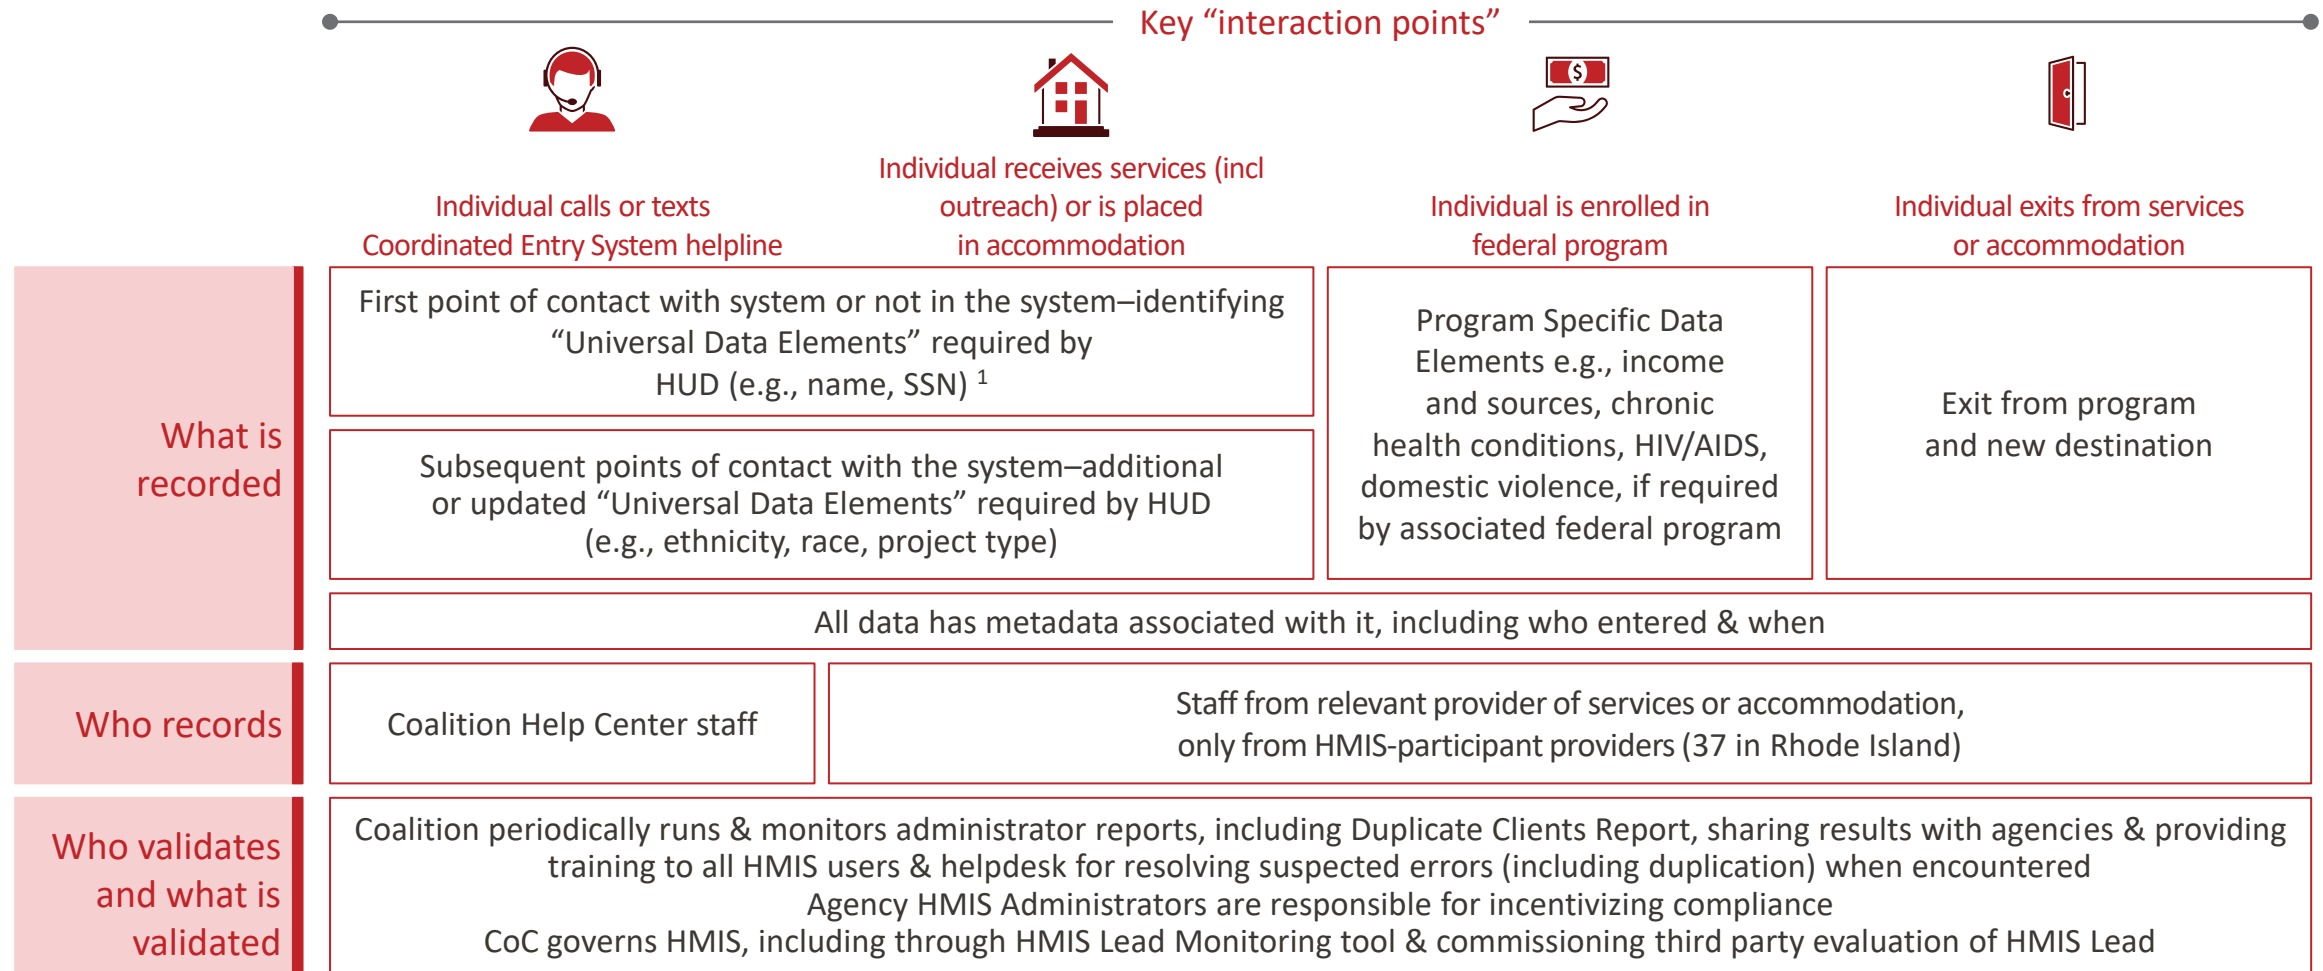 Key “interaction points”
Individual calls or texts
Coordinated Entry System helpline
Individual receives services (incl
outreach) or is placed
in accommodation
Individual is enrolled in
federal program
Individual exits from services
or accommodation
What is
recorded
First point of contact with system or not in the system–identifying
“Universal Data Elements” required by
HUD (e.g., name, SSN) 1
Subsequent points of contact with the system–additional
or updated “Universal Data Elements” required by HUD
(e.g., ethnicity, race, project type)
Program Specific Data
Elements e.g., income
and sources, chronic
health conditions, HIV/AIDS,
domestic violence, if required
by associated federal program
Exit from program
and new destination
All data has metadata associated with it, including who entered & when
Who records
Coalition Help Center staff
Staff from relevant provider of services or accommodation,
only from HMIS-participant providers (37 in Rhode Island)
Who validates
and what is
validated
Coalition periodically runs & monitors administrator reports, including Duplicate Clients Report, sharing results with agencies & providing
training to all HMIS users & helpdesk for resolving suspected errors (including duplication) when encountered
Agency HMIS Administrators are responsible for incentivizing compliance
CoC governs HMIS, including through HMIS Lead Monitoring tool & commissioning third party evaluation of HMIS Lead